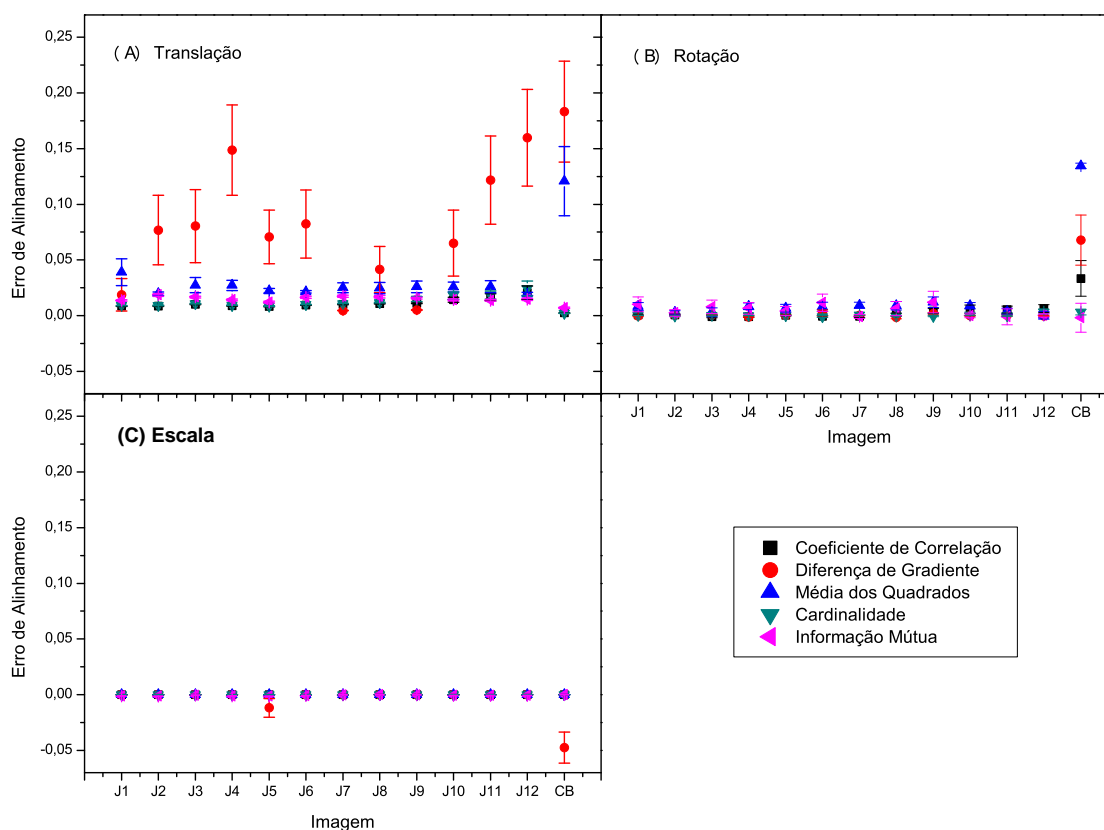 ( A) Translação
0,25
0,20
0,15
0,10
0,05
0,00
-0,05
Erro de Alinhamento
( B) Rotação
J1 J2 J3 J4 J5 J6 J7 J8 J9 J10 J11 J12 CB
Imagem
(C) Escala
0,25
0,20
0,15
0,10
0,05
0,00
-0,05
Erro de Alinhamento
J1 J2 J3 J4 J5 J6 J7 J8 J9 J10 J11 J12 CB
Imagem
Coeficiente de Correlação
Diferença de Gradiente
Média dos Quadrados
Cardinalidade
Informação Mútua